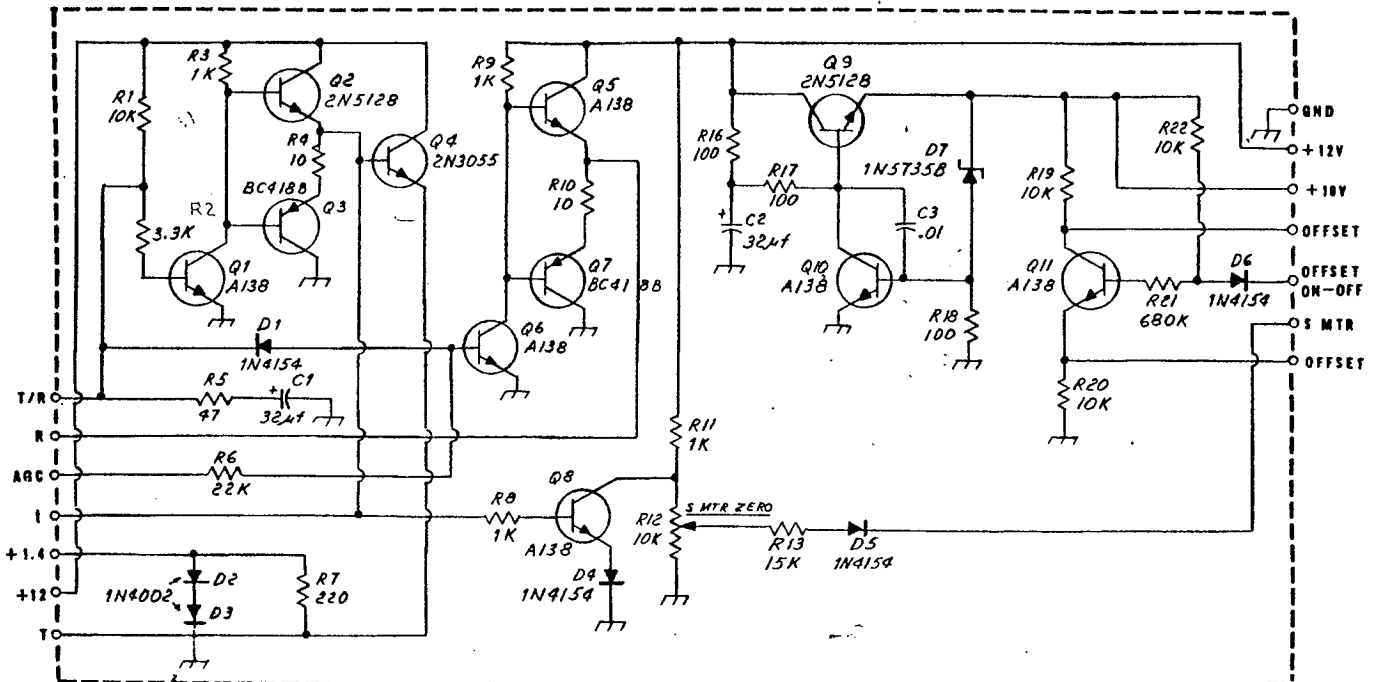 R1
10K
R3
1K
Q2
2N5128
R4
10
BC418B
Q3
R2
3.3K
Q1
A138
Q4
2N3055
D1
1N4154
R5
47
C1
+
32µf
R6
22K
R9
1K
Q5
A138
R10
10
Q7
BC418B
Q6
A138
Q8
A138
R8
1K
D4
1N4154
R11
1K
R12
10K
S MTR ZERO
R13
15K
D5
1N4154
Q9
2N5128
R16
100
R17
100
+
C2
32µf
C3
.01
Q10
A138
D7
1N5735B
R18
100
R19
10K
R22
10K
Q11
A138
R21
680K
D6
1N4154
R20
10K
D2
1N4002
D3
R7
220
T/R
R
AGC
t
+1.4
+12
T
GND
+12V
+10V
OFFSET
OFFSET
ON-OFF
S MTR
OFFSET